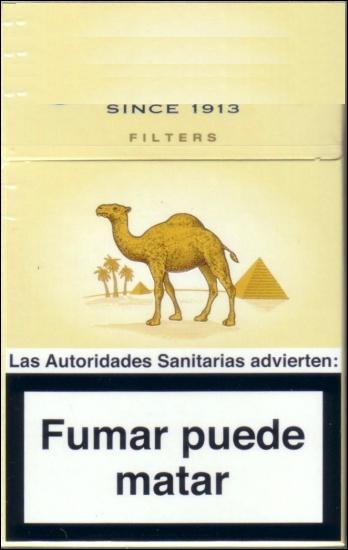 SINCE 1913
FILTERS
Las Autoridades Sanitarias advierten:
Fumar puede
matar